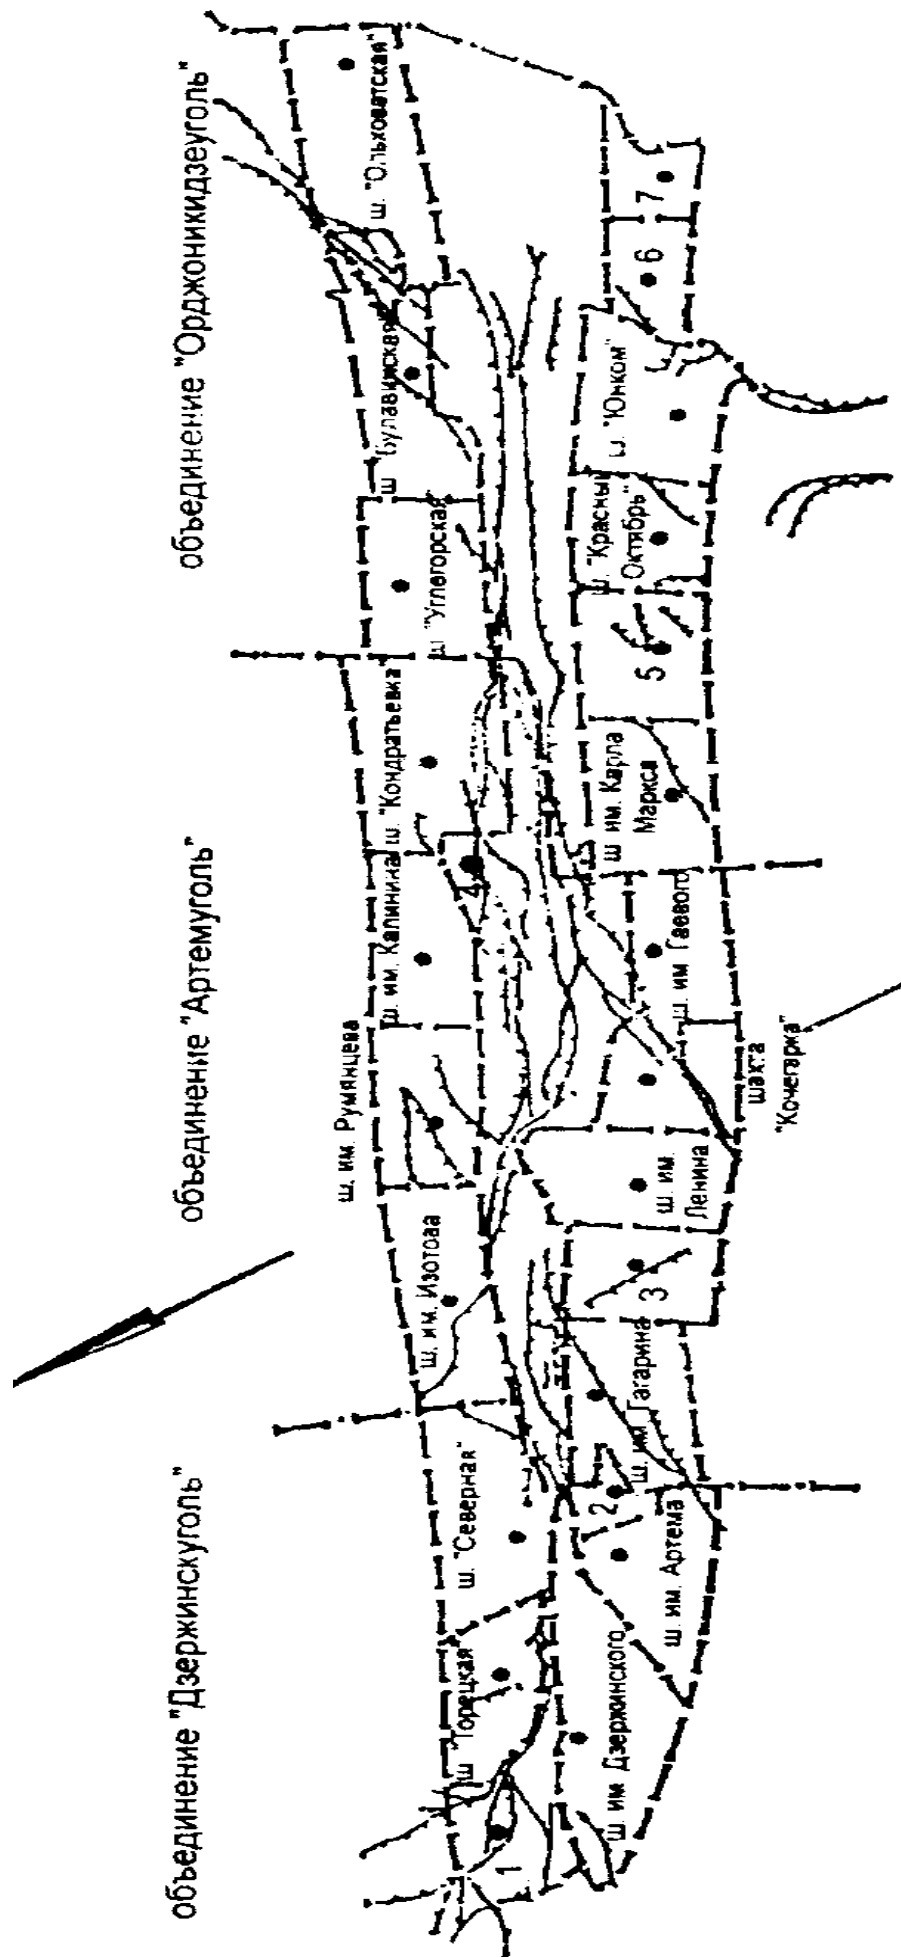 объединение "Дзержинскуголь"
объединение "Артемуголь"
объединение "Орджоникидзеуголь"
ш. "Торецкая"
ш. "Северная"
ш. им. Изотова
ш. им. Румянцева
ш. им. Калинина
ш. "Кондратьевка"
ш. "Углегорская"
ш. "Булавижская"
ш. "Ольховатская"
1
ш. им. Дзержинского
ш. им. Артема
2
ш. им. Гагарина
3
ш. им.
Ленина
шахта
"Кочегарка"
ш. им. Гаевого
4
ш. им. Карла
Маркса
5
ш. "Красный
Октябрь"
ш. "Юнком"
6
7